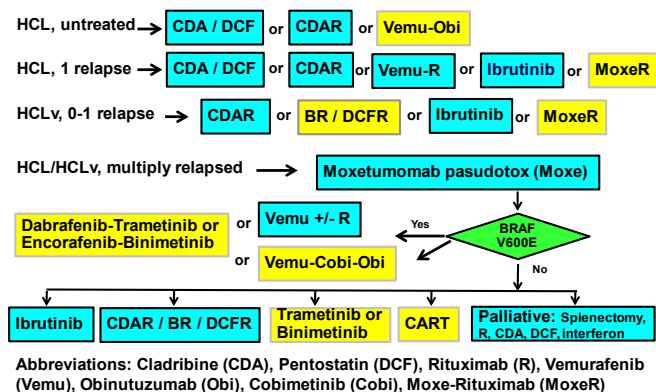 HCL, untreated → CDA / DCF or CDAR or Vemu-Obi
HCL, 1 relapse → CDA / DCF or CDAR or Vemu-R or Ibrutinib or MoxeR
HCLv, 0-1 relapse → CDAR or BR / DCFR or Ibrutinib or MoxeR
HCL/HCLv, multiply relapsed → Moxetumomab pasudotox (Moxe)
Dabrafenib-Trametinib or
Encorafenib-Binimetinib
or Vemu +/- R
or Vemu-Cobi-Obi
Yes
BRAF
V600E
No
Ibrutinib
CDAR / BR / DCFR
Trametinib or
Binimetinib
CART
Palliative: Splenectomy,
R, CDA, DCF, interferon
Abbreviations: Cladribine (CDA), Pentostatin (DCF), Rituximab (R), Vemurafenib
(Vemu), Obinutuzumab (Obi), Cobimetinib (Cobi), Moxe-Rituximab (MoxeR)